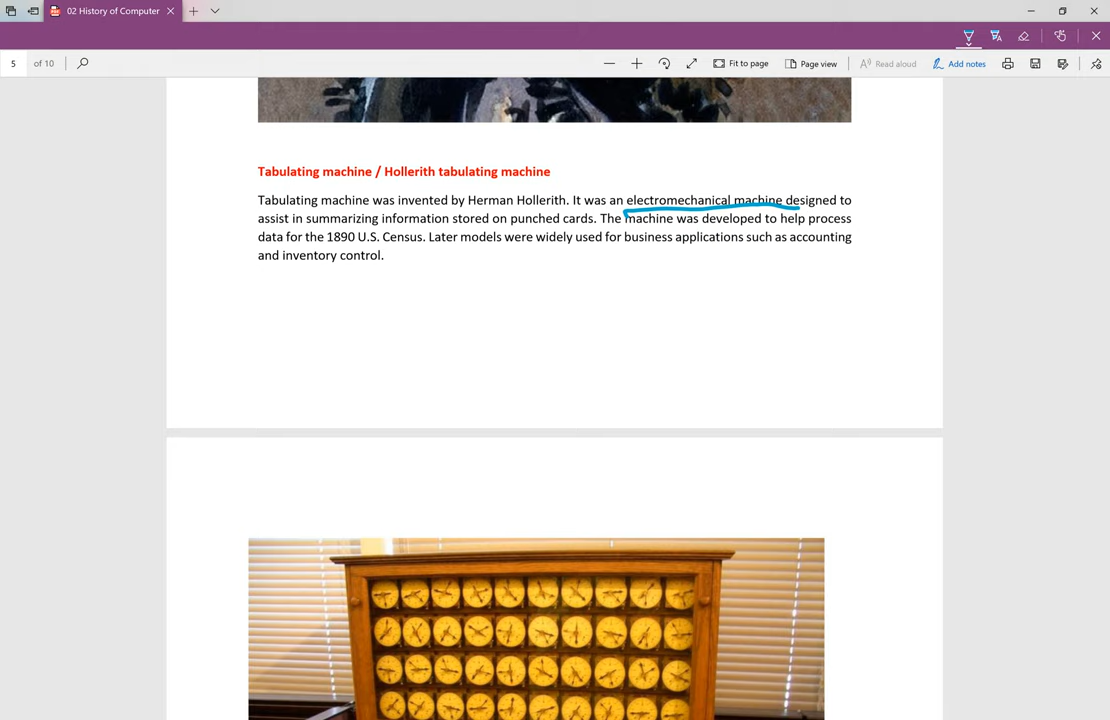 02 History of Computer
5 of 10
Fit to page
Page view
Read aloud
Add notes
Tabulating machine / Hollerith tabulating machine
Tabulating machine was invented by Herman Hollerith. It was an electromechanical machine designed to
assist in summarizing information stored on punched cards. The machine was developed to help process
data for the 1890 U.S. Census. Later models were widely used for business applications such as accounting
and inventory control.